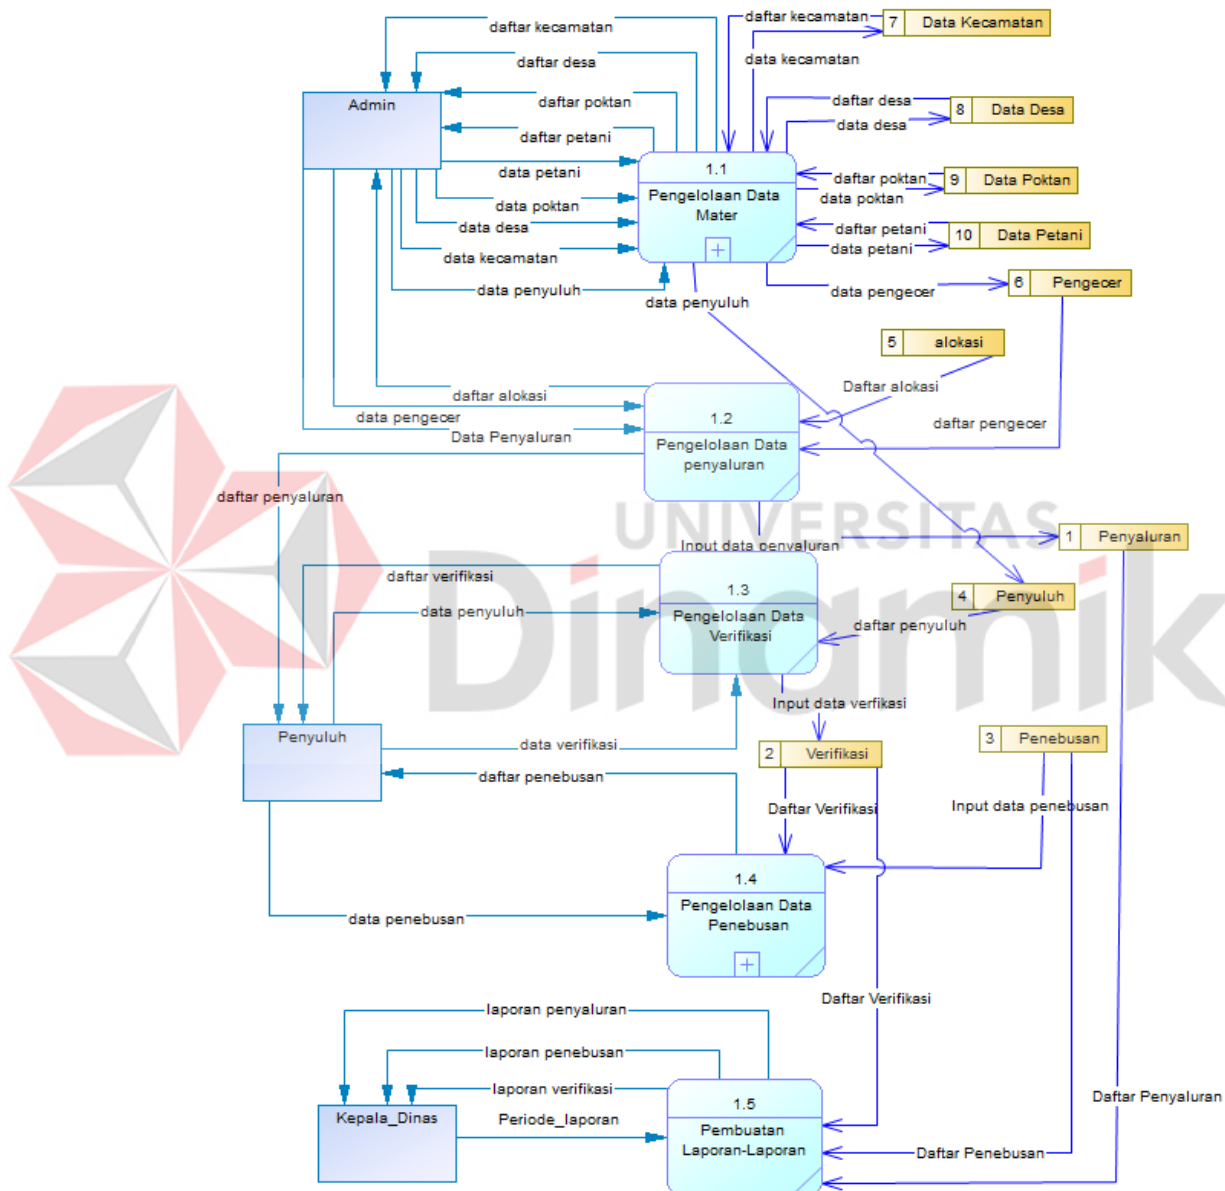 daftar kecamatan
daftar kecamatan
7 Data Kecamatan
daftar desa
data kecamatan
Admin
daftar poktan
daftar desa
8 Data Desa
data desa
daftar petani
1.1
data petani
daftar poktan
9 Data Poktan
Pengelolaan Data
Mater
data poktan
data poktan
data desa
daftar petani
10 Data Petani
data kecamatan
data petani
data penyuluh
data penyuluh
data pengecer
6 Pengecer
5 alokasi
daftar alokasi
Daftar alokasi
data pengecer
1.2
daftar pengecer
Data Penyaluran
Pengelolaan Data
penyaluran
daftar penyaluran
UNIVERSITAS
Dinamika
Input data penyaluran
1 Penyaluran
daftar verifikasi
1.3
4 Penyuluh
data penyuluh
Pengelolaan Data
Verifikasi
daftar penyuluh
Input data verfikasi
Penyuluh
data verifikasi
2 Verifikasi
3 Penebusan
daftar penebusan
Daftar Verifikasi
Input data penebusan
1.4
Pengelolaan Data
Penebusan
data penebusan
Daftar Verifikasi
laporan penyaluran
laporan penebusan
laporan verifikasi
Daftar Penyaluran
1.5
Kepala_Dinas
Periode_laporan
Pembuatan
Laporan-Laporan
Daftar Penebusan